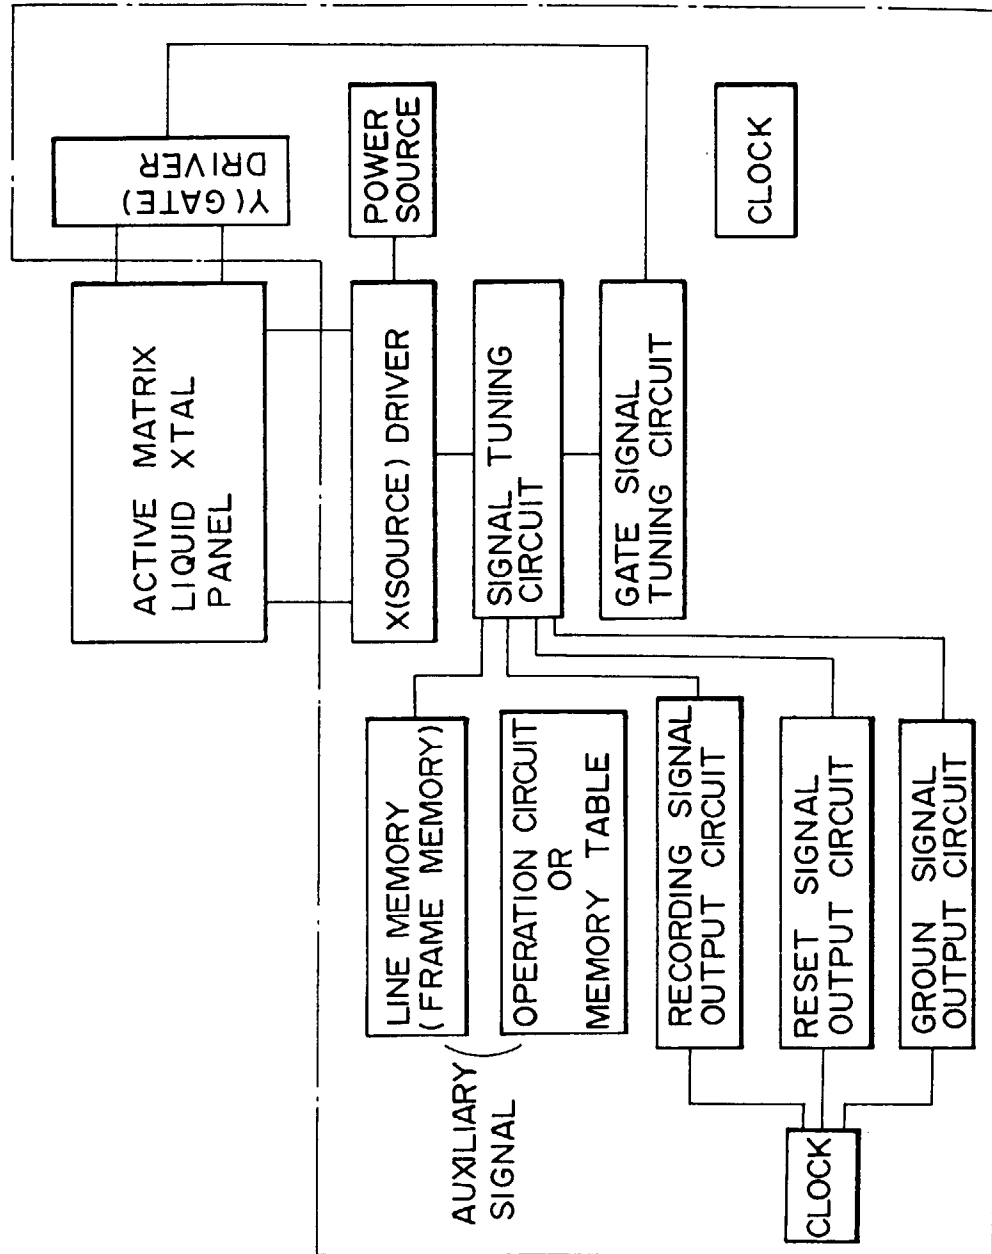 ACTIVE MATRIX
LIQUID XTAL
PANEL
Y(GATE)
DRIVER
X(SOURCE) DRIVER
POWER
SOURCE
SIGNAL TUNING
CIRCUIT
GATE SIGNAL
TUNING CIRCUIT
CLOCK
LINE MEMORY
(FRAME MEMORY)
OPERATION CIRCUIT
OR
MEMORY TABLE
AUXILIARY
SIGNAL
RECORDING SIGNAL
OUTPUT CIRCUIT
RESET SIGNAL
OUTPUT CIRCUIT
GROUN SIGNAL
OUTPUT CIRCUIT
CLOCK